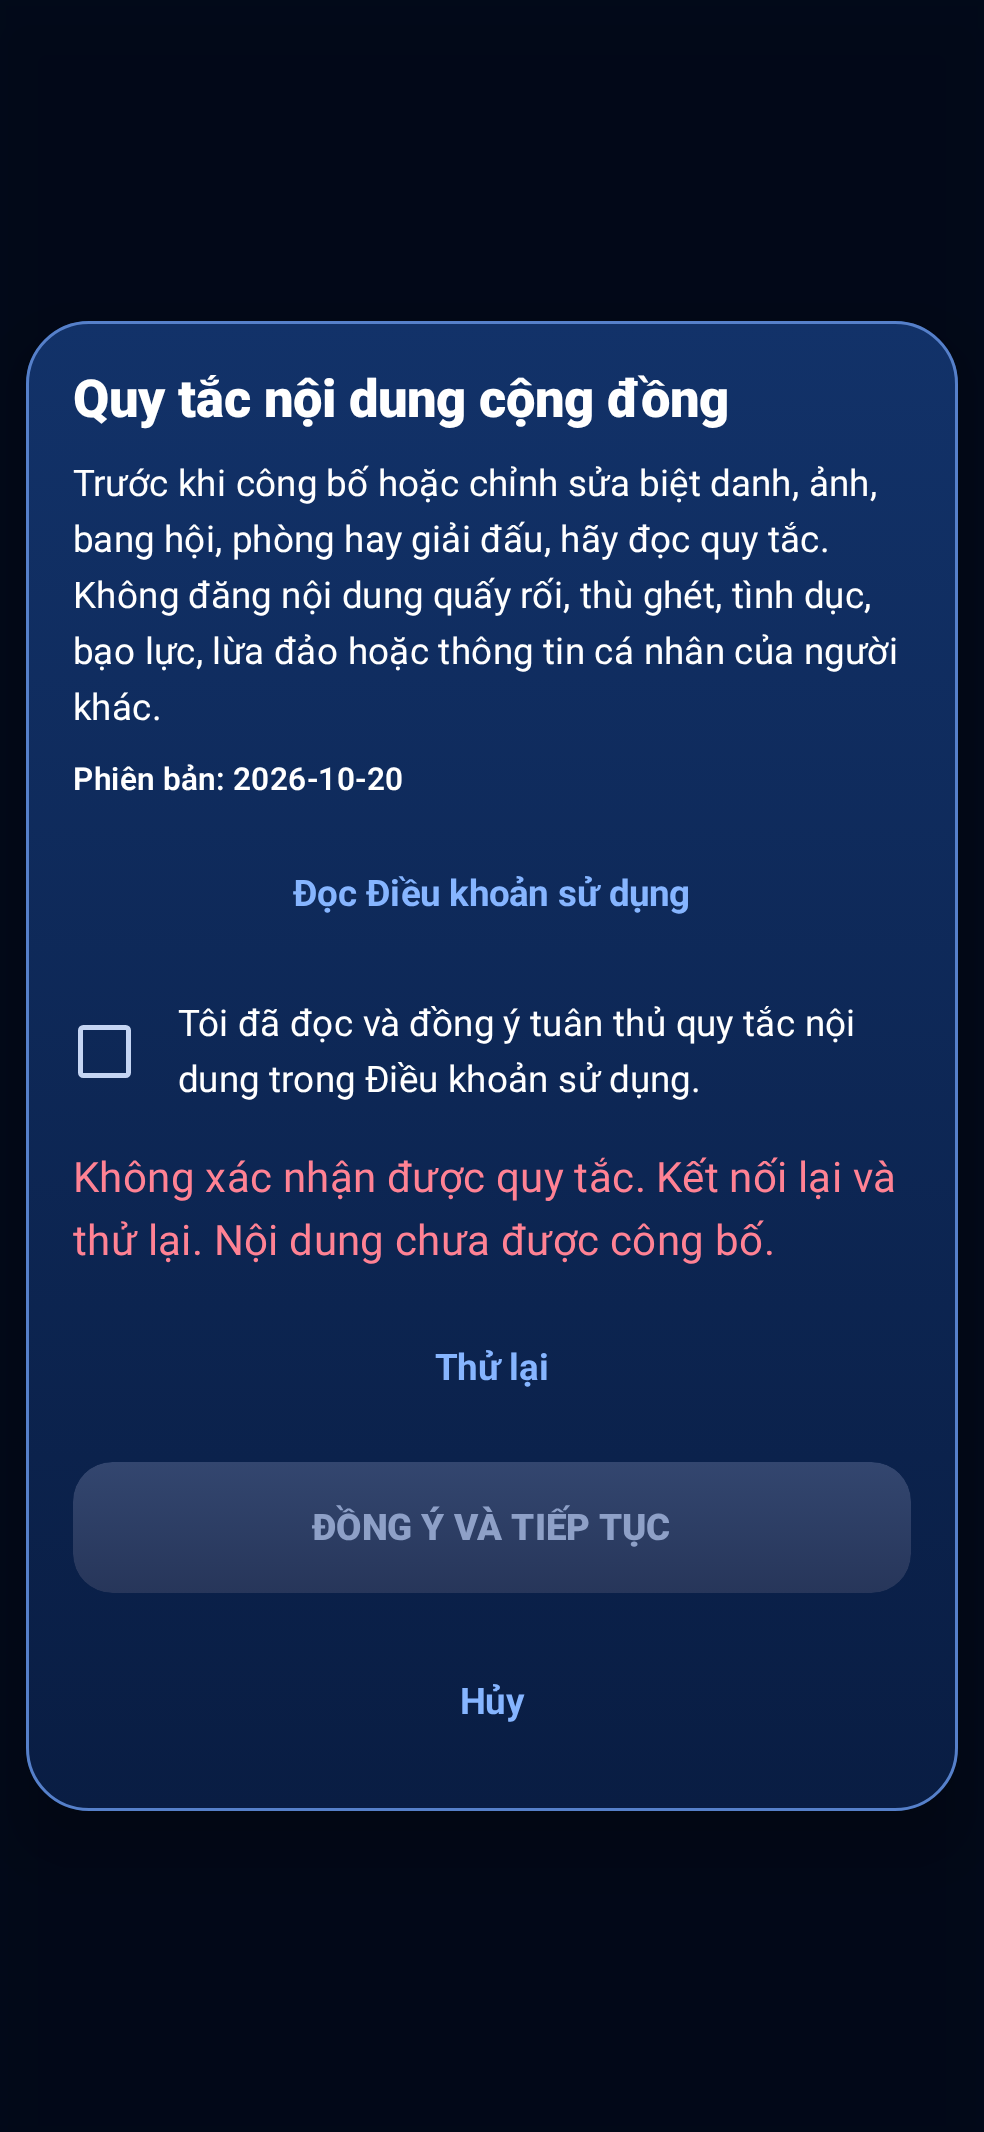 Quy tắc nội dung cộng đồng
Trước khi công bố hoặc chỉnh sửa biệt danh, ảnh,
bang hội, phòng hay giải đấu, hãy đọc quy tắc.
Không đăng nội dung quấy rối, thù ghét, tình dục,
bạo lực, lừa đảo hoặc thông tin cá nhân của người
khác.
Phiên bản: 2026-10-20
Đọc Điều khoản sử dụng
Tôi đã đọc và đồng ý tuân thủ quy tắc nội
dung trong Điều khoản sử dụng.
Không xác nhận được quy tắc. Kết nối lại và
thử lại. Nội dung chưa được công bố.
Thử lại
ĐỒNG Ý VÀ TIẾP TỤC
Hủy